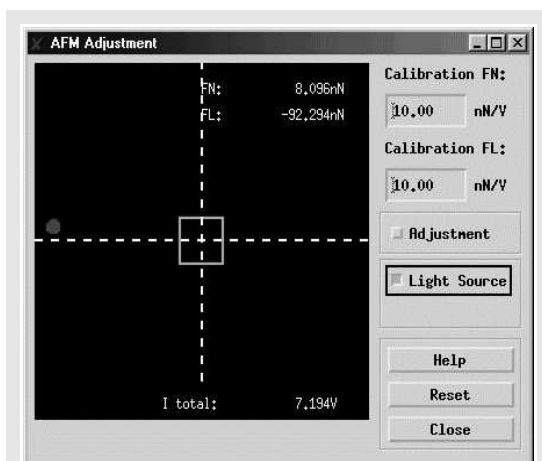 AFM Adjustment
FN: 8.096nN
FL: -92.294nN
I total: 7.194V
Calibration FN:
10.00 nN/V
Calibration FL:
10.00 nN/V
Adjustment
Light Source
Help
Reset
Close